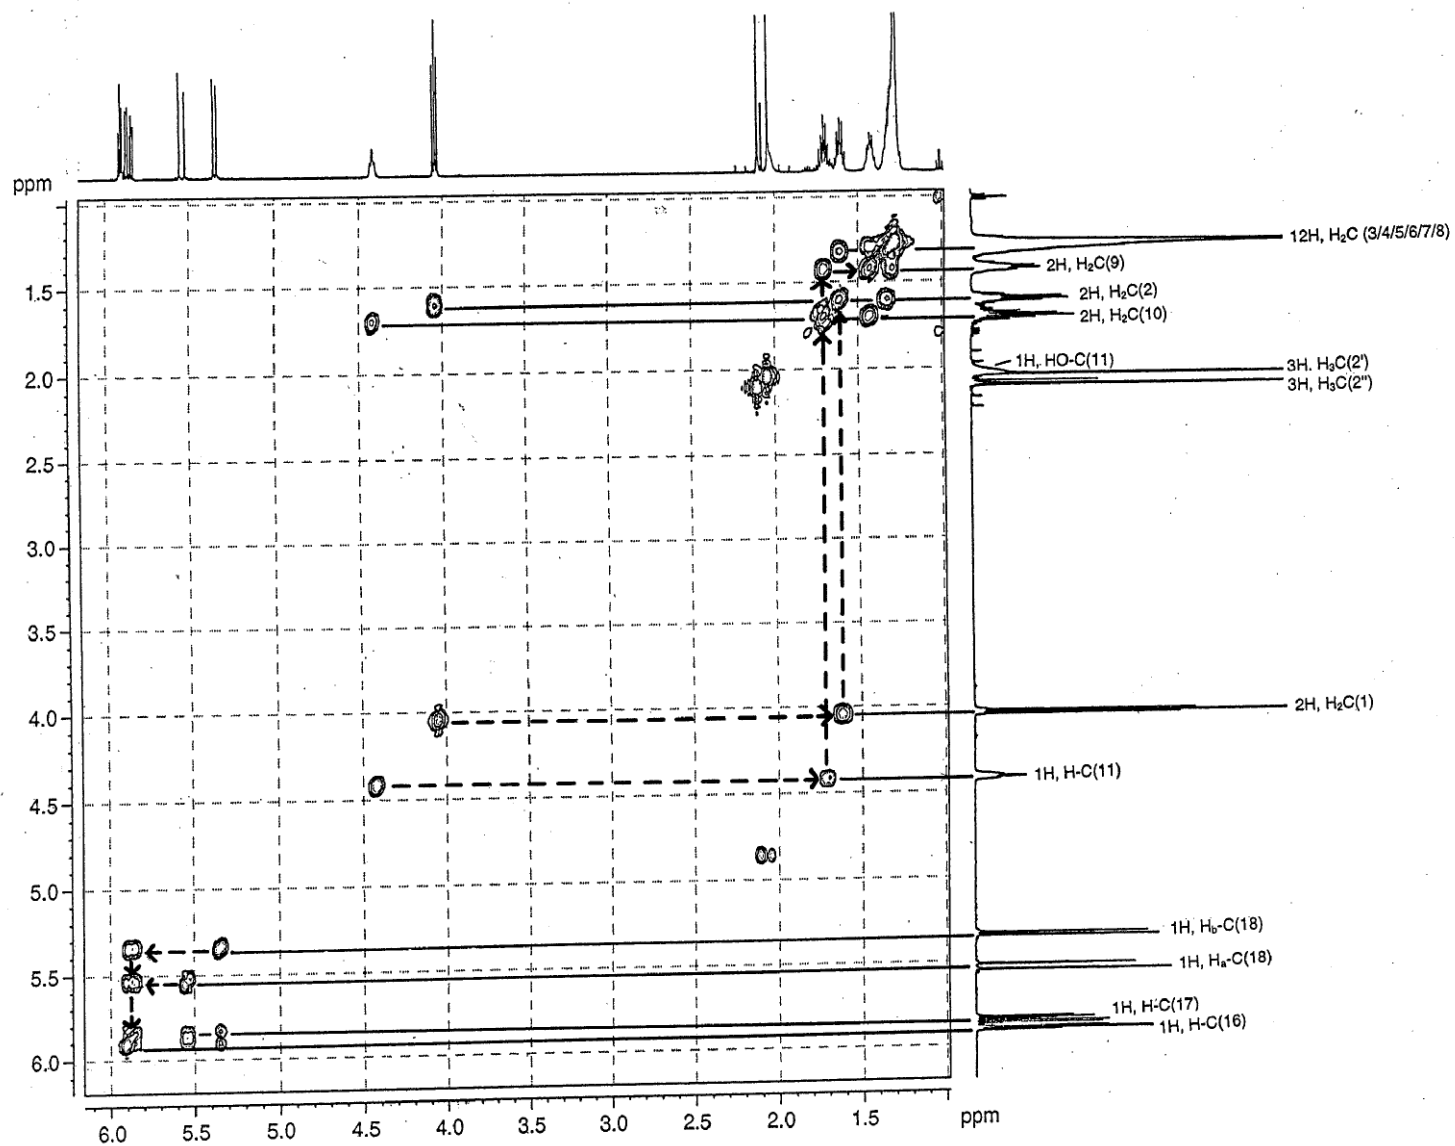 ppm
12H, H₂C (3/4/5/6/7/8)
2H, H₂C(9)
1.5
2H, H₂C(2)
2H, H₂C(10)
1H, HO-C(11)
3H. H₃C(2')
2.0
3H, H₃C(2'')
2.5
3.0
3.5
4.0
2H, H₂C(1)
1H, H-C(11)
4.5
5.0
1H, H_b-C(18)
5.5
1H, H_a-C(18)
1H, H-C(17)
1H, H-C(16)
6.0
6.0 5.5 5.0 4.5 4.0 3.5 3.0 2.5 2.0 1.5 ppm